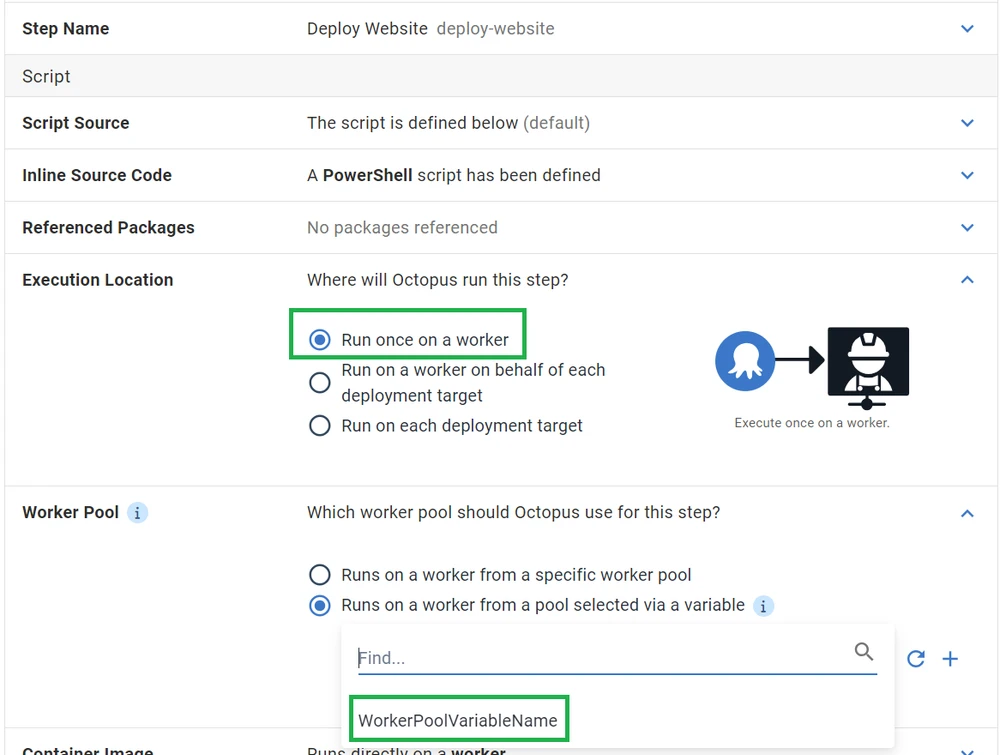 Step Name Deploy Website deploy-website
Script
Script Source The script is defined below (default)
Inline Source Code A PowerShell script has been defined
Referenced Packages No packages referenced
Execution Location Where will Octopus run this step?
Run once on a worker
Run on a worker on behalf of each
deployment target
Run on each deployment target
Execute once on a worker.
Worker Pool i Which worker pool should Octopus use for this step?
Runs on a worker from a specific worker pool
Runs on a worker from a pool selected via a variable i
Find...
WorkerPoolVariableName
Container Image Runs directly on a worker